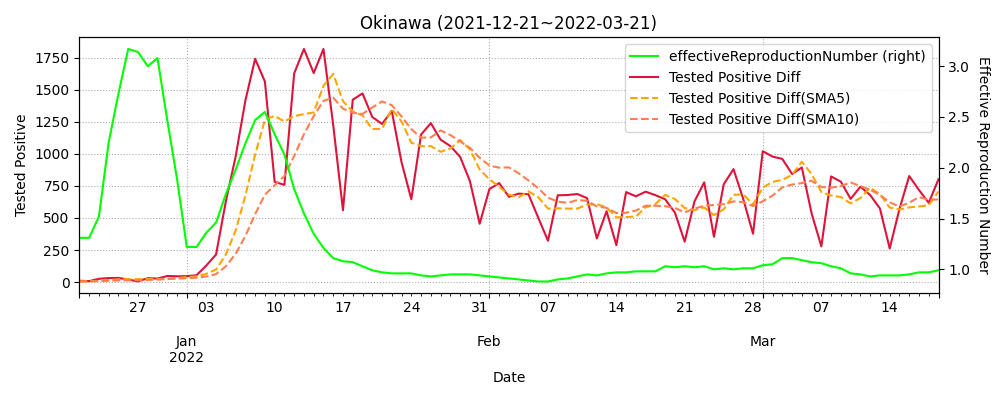 Okinawa (2021-12-21~2022-03-21)
effectiveReproductionNumber (right)
Tested Positive Diff
Tested Positive Diff(SMA5)
Tested Positive Diff(SMA10)
Tested Positive
1750
1500
1250
1000
750
500
250
0
Effective Reproduction Number
3.0
2.5
2.0
1.5
1.0
27 03 10 17 24 31 07 14 21 28 07 14
Jan Feb Mar
2022
Date